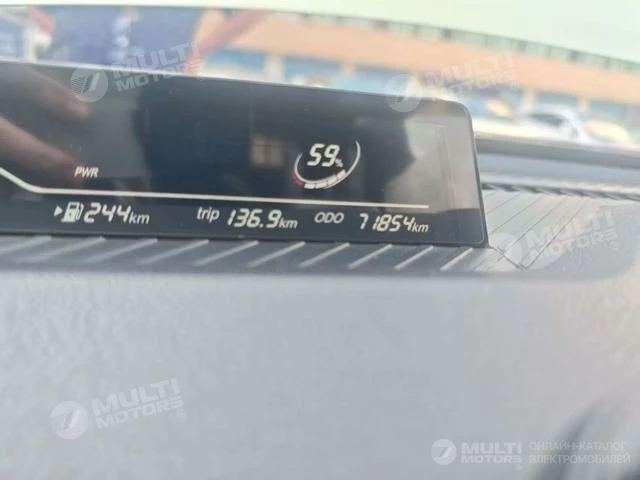 MULTI MOTORS
MULTI MOTORS
59%
PWR
244km trip 136.9km ODO 71854km
MULTI MOTORS
MULTI MOTORS
MULTI MOTORS ОНЛАЙН-КАТАЛОГ
ЭЛЕКТРОМОБИЛЕЙ